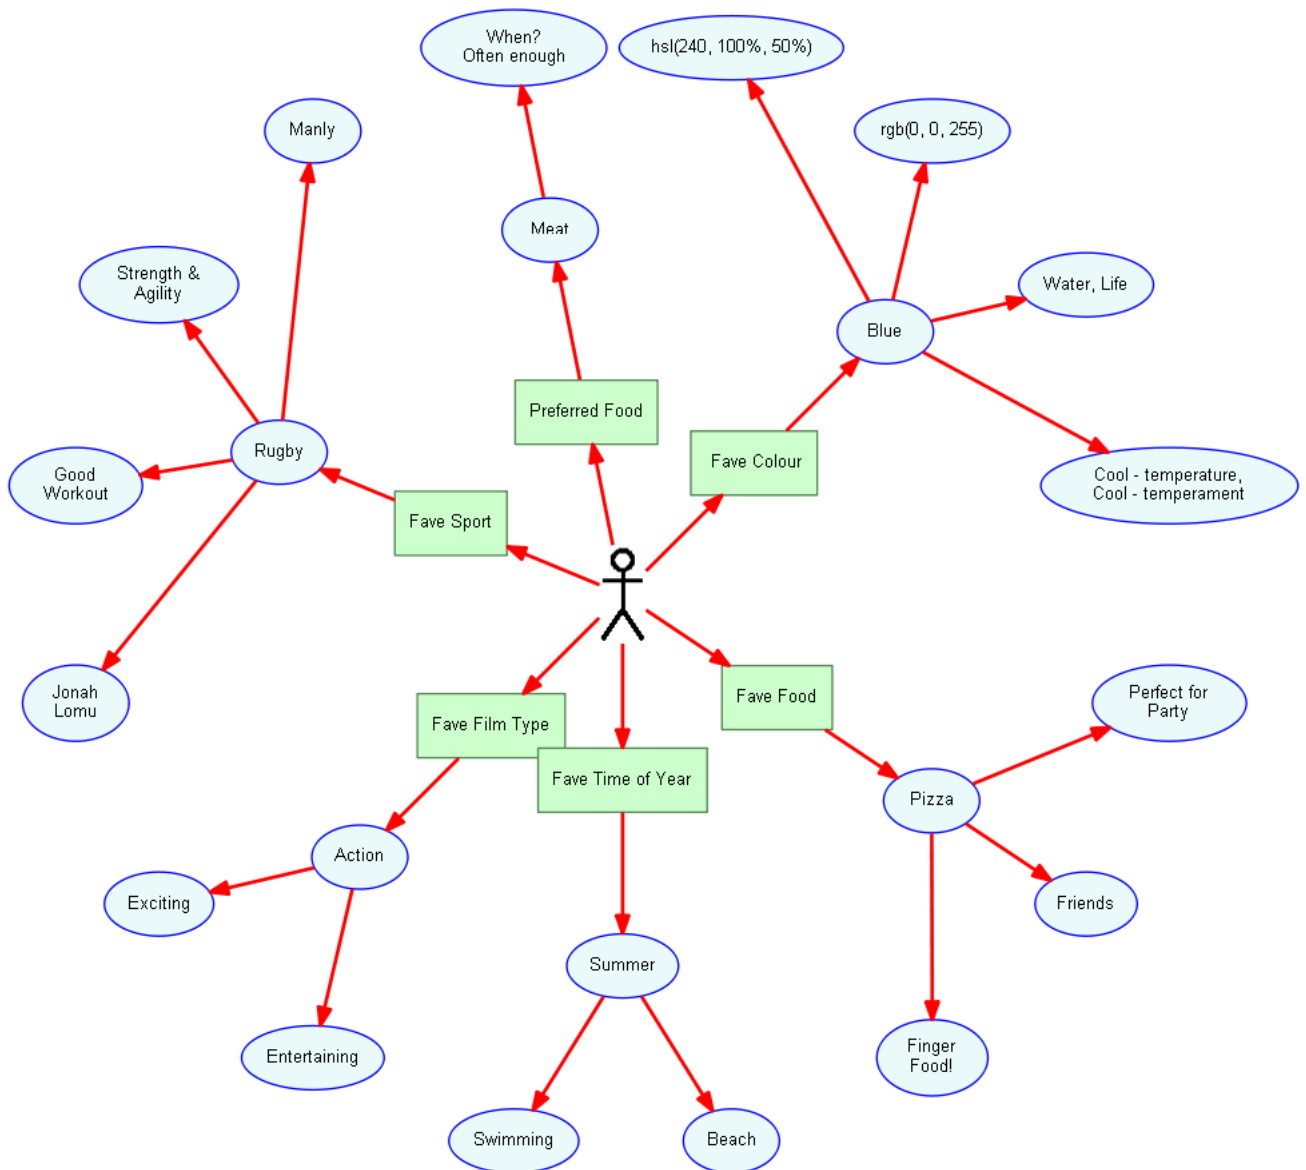 When?
Often enough
hsl(240, 100%, 50%)
Manly
rgb(0, 0, 255)
Meat
Strength &
Agility
Water, Life
Blue
Preferred Food
Rugby
Fave Colour
Good
Workout
Cool - temperature,
Cool - temperament
Fave Sport
Jonah
Lomu
Fave Film Type
Fave Food
Perfect for
Party
Fave Time of Year
Pizza
Action
Exciting
Friends
Summer
Entertaining
Finger
Food!
Swimming
Beach